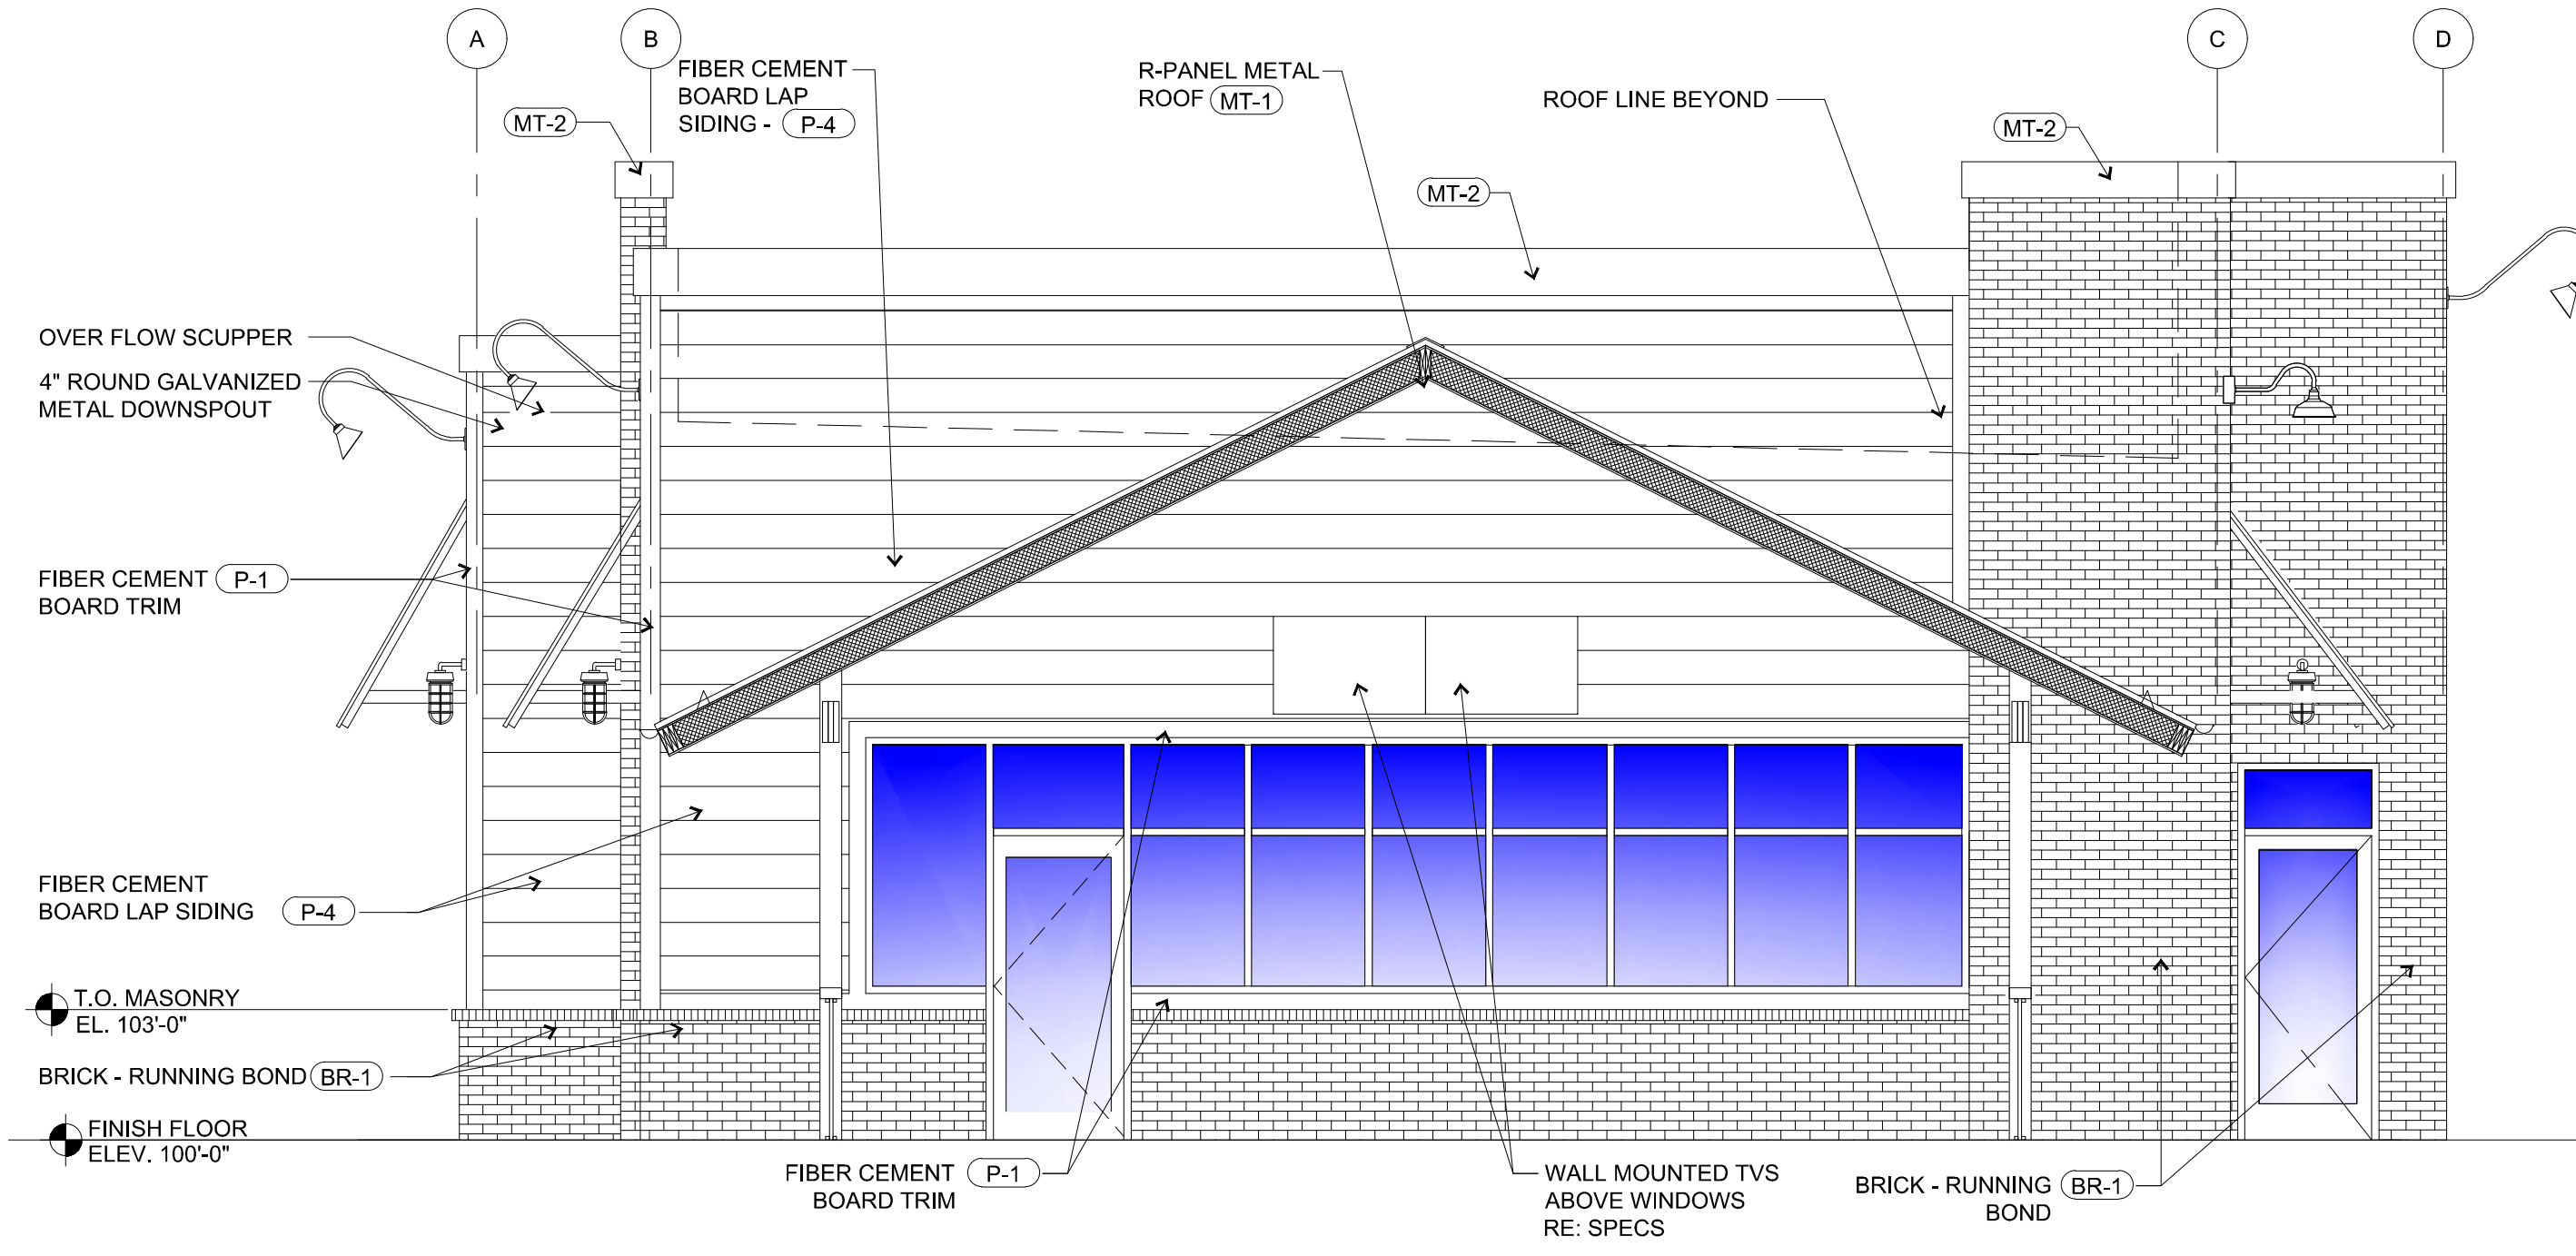 A
B
C
D
FIBER CEMENT
BOARD LAP
SIDING - P-4
MT-2
R-PANEL METAL
ROOF MT-1
ROOF LINE BEYOND
MT-2
MT-2
OVER FLOW SCUPPER
4" ROUND GALVANIZED
METAL DOWNSPOUT
FIBER CEMENT P-1
BOARD TRIM
FIBER CEMENT
BOARD LAP SIDING P-4
T.O. MASONRY
EL. 103'-0"
BRICK - RUNNING BOND BR-1
FINISH FLOOR
ELEV. 100'-0"
FIBER CEMENT P-1
BOARD TRIM
WALL MOUNTED TVS
ABOVE WINDOWS
RE: SPECS
BRICK - RUNNING BR-1
BOND